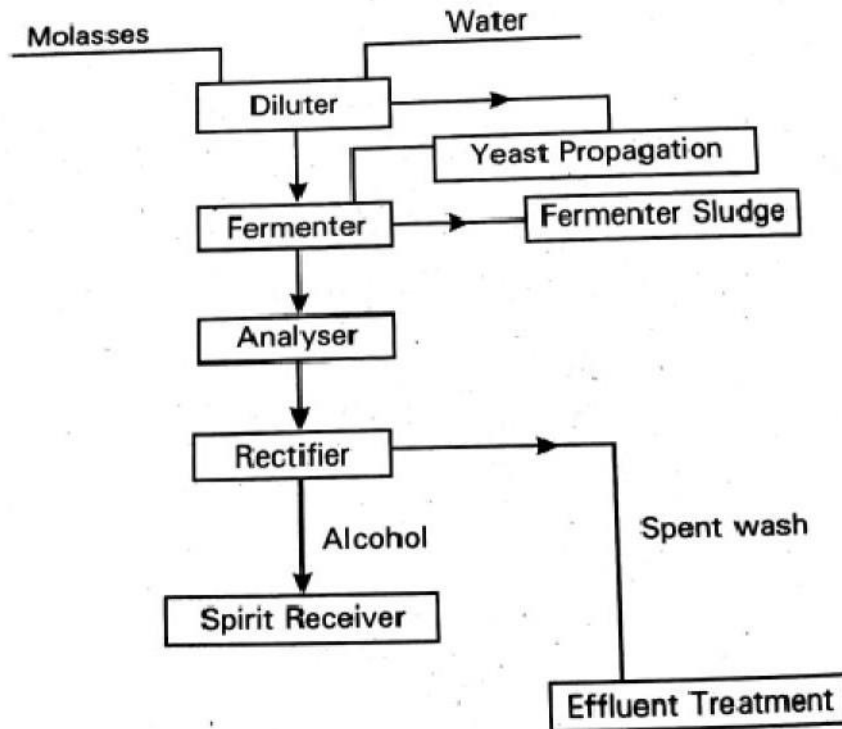 Molasses
Water
Diluter
Yeast Propagation
Fermenter
Fermenter Sludge
Analyser
Rectifier
Alcohol
Spent wash
Spirit Receiver
Effluent Treatment